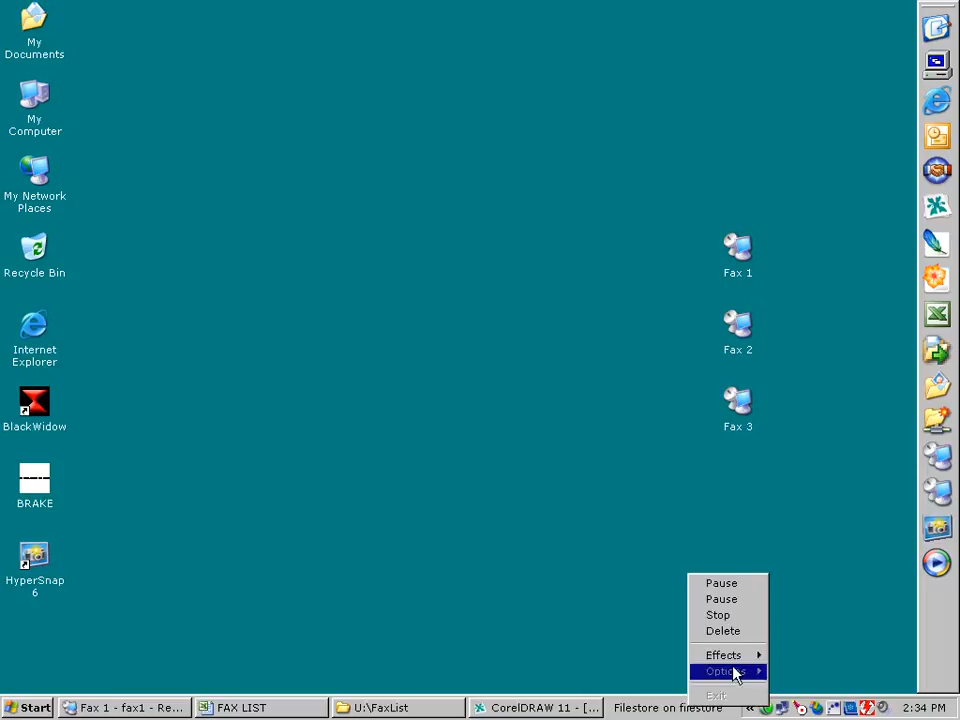 My
Documents
My
Computer
My Network
Places
Recycle Bin
Internet
Explorer
BlackWidow
BRAKE
HyperSnap
6
Fax 1
Fax 2
Fax 3
Pause
Pause
Stop
Delete
Effects
Options
Exit
Start
Fax 1 - fax1 - Re...
FAX LIST
U:\FaxList
CorelDRAW 11 - [...
Filestore on filestore
2:34 PM